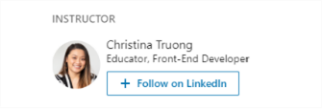 INSTRUCTOR
Christina Truong
Educator, Front-End Developer
+ Follow on LinkedIn